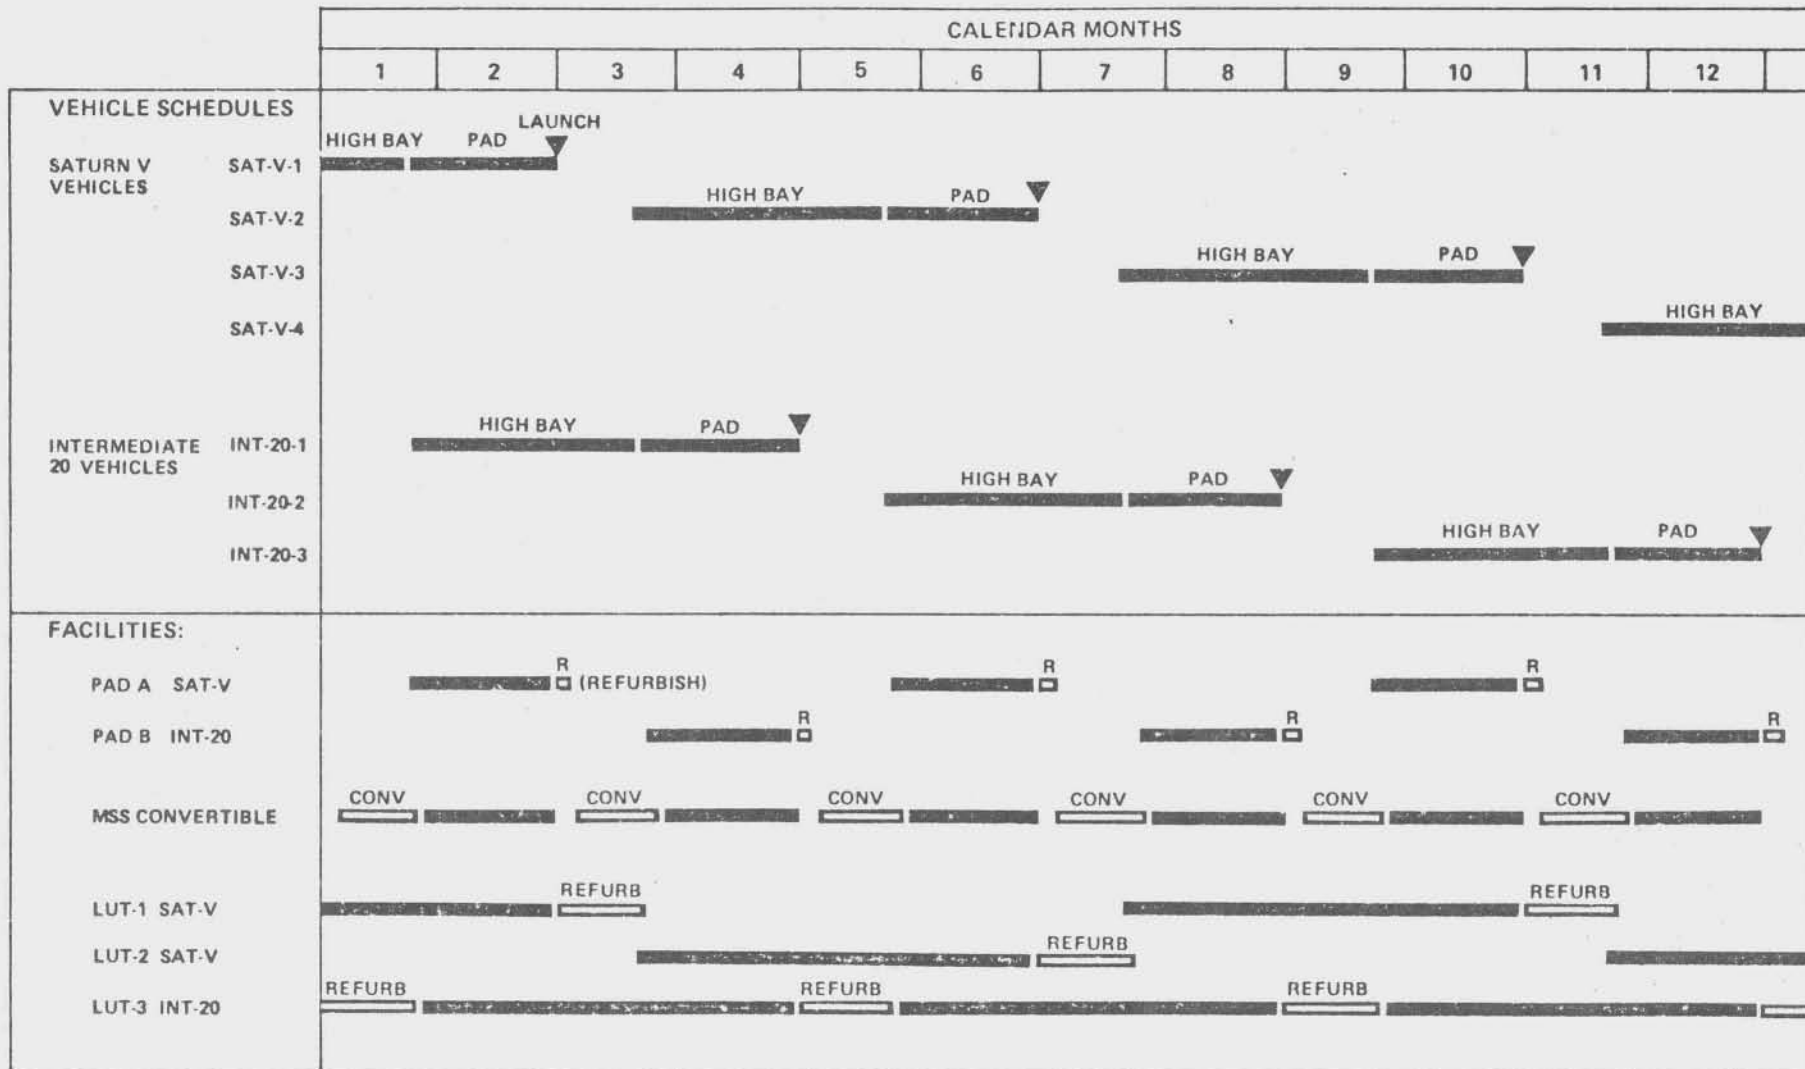 CALENDAR MONTHS
1 2 3 4 5 6 7 8 9 10 11 12
VEHICLE SCHEDULES
LAUNCH
HIGH BAY PAD
SATURN V VEHICLES SAT-V-1
HIGH BAY PAD
SAT-V-2
HIGH BAY PAD
SAT-V-3
HIGH BAY
SAT-V-4
HIGH BAY PAD
INTERMEDIATE 20 VEHICLES INT-20-1
HIGH BAY PAD
INT-20-2
HIGH BAY PAD
INT-20-3
FACILITIES:
R R R
PAD A SAT-V (REFURBISH)
R R R
PAD B INT-20
CONV CONV CONV CONV CONV CONV
MSS CONVERTIBLE
REFURB REFURB
LUT-1 SAT-V
REFURB
LUT-2 SAT-V
REFURB REFURB REFURB
LUT-3 INT-20